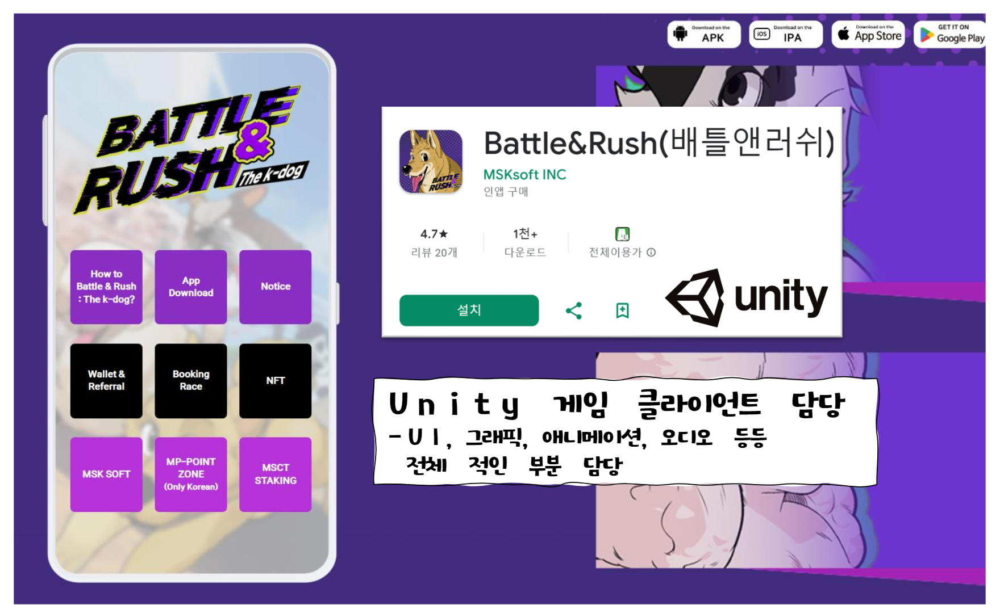 Download on the
APK
iOS
Download on the
IPA
Download on the
App Store
GET IT ON
Google Play
BATTLE
&
RUSH
The k-dog
How to
Battle & Rush
: The k-dog?
App
Download
Notice
Wallet &
Referral
Booking
Race
NFT
MSK SOFT
MP-POINT
ZONE
(Only Korean)
MSCT
STAKING
BATTLE
RUSH&
Battle&Rush(배틀앤러쉬)
MSKsoft INC
인앱 구매
4.7★
리뷰 20개
1천+
다운로드
전체이용가
설치
unity
Unity 게임 클라이언트 담당
-UI, 그래픽, 애니메이션, 오디오 등등
전체 적인 부분 담당